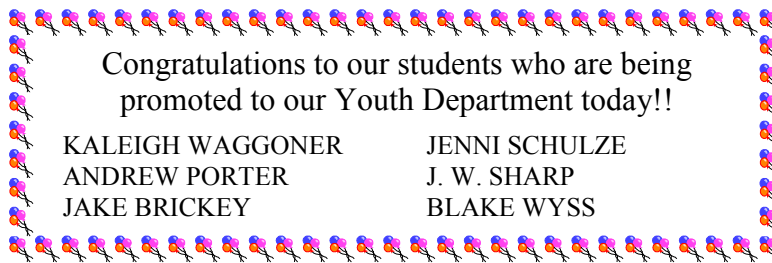 Congratulations to our students who are being
promoted to our Youth Department today!!
KALEIGH WAGGONER JENNI SCHULZE
ANDREW PORTER J. W. SHARP
JAKE BRICKEY BLAKE WYSS